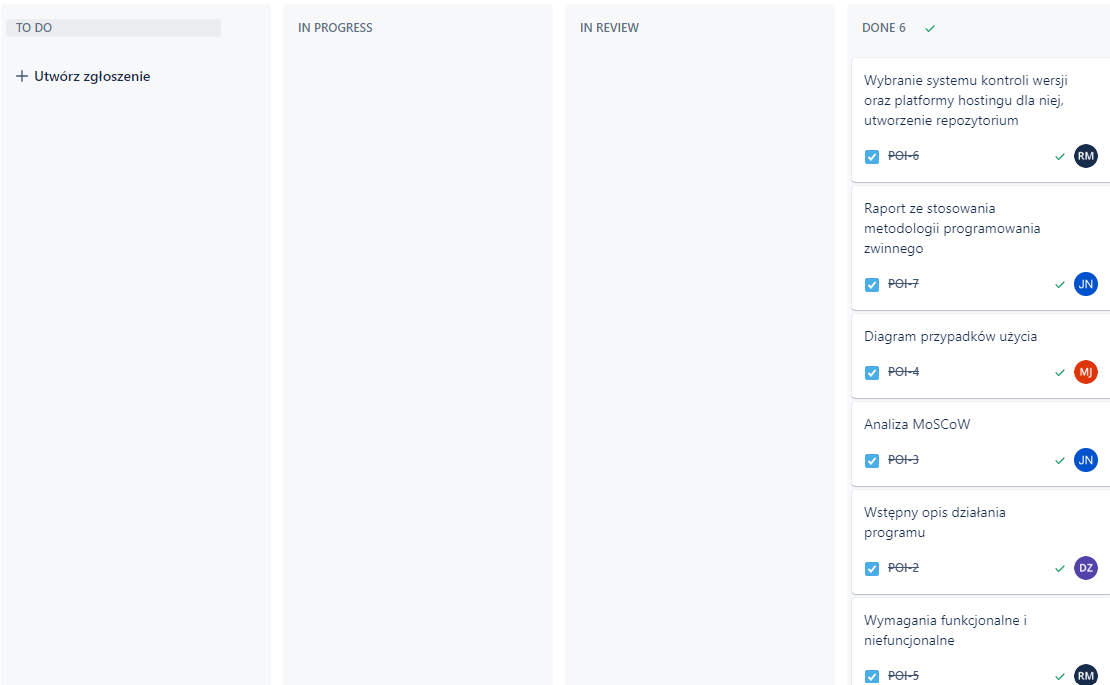 TO DO
+ Utwórz zgłoszenie
IN PROGRESS
IN REVIEW
DONE 6
Wybranie systemu kontroli wersji
oraz platformy hostingu dla niej,
utworzenie repozytorium
POI-6 RM
Raport ze stosowania
metodologii programowania
zwinnego
POI-7 JN
Diagram przypadków użycia
POI-4 MJ
Analiza MoSCoW
POI-3 JN
Wstępny opis działania
programu
POI-2 DZ
Wymagania funkcjonalne i
niefuncjonalne
POI-5 RM